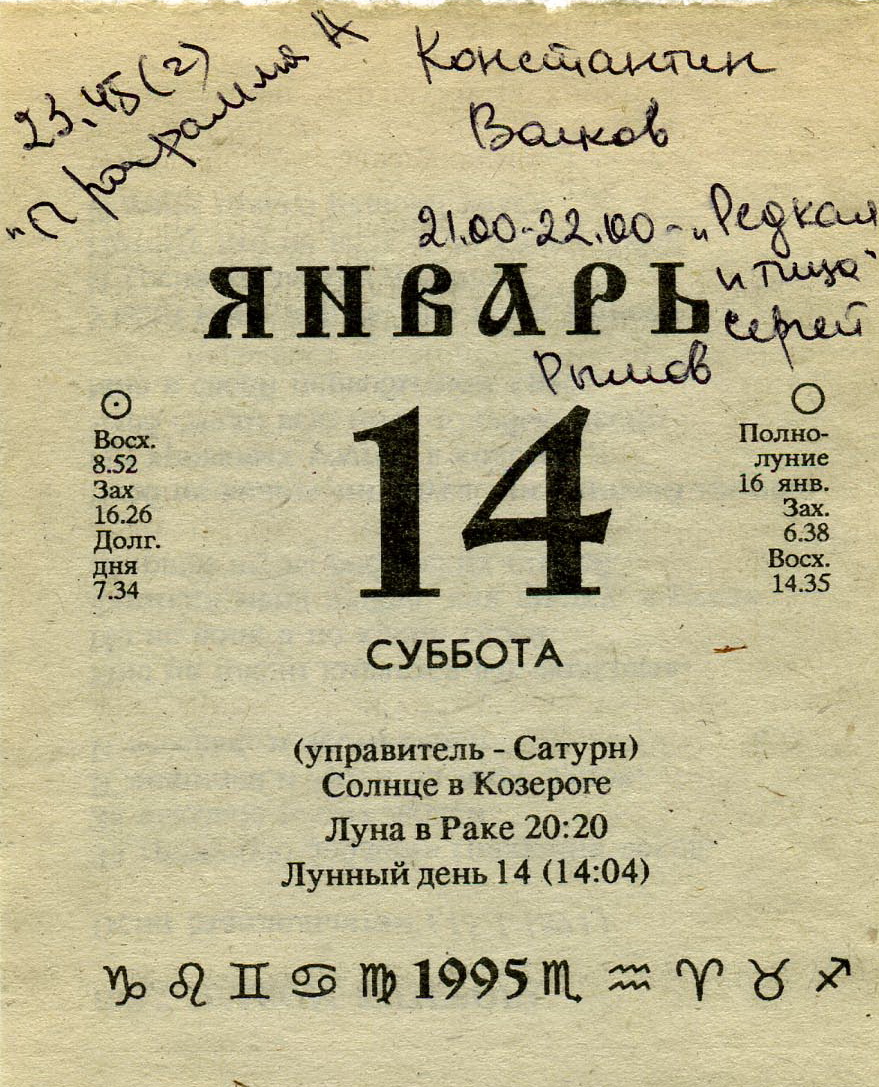 23.45 (2)
"Программа А
Константин
Волков
21.00-22.00 - "Редкая
птица"
Сергей
Рыжов
ЯНВАРЬ
14
СУББОТА
Восх.
8.52
Зах
16.26
Долг.
дня
7.34
Полно-
луние
16 янв.
Зах.
6.38
Восх.
14.35
(управитель - Сатурн)
Солнце в Козероге
Луна в Раке 20:20
Лунный день 14 (14:04)
♑ ♌ ♊ ♋ ♍ 1995 ♏ ♒ ♈ ♉ ♐